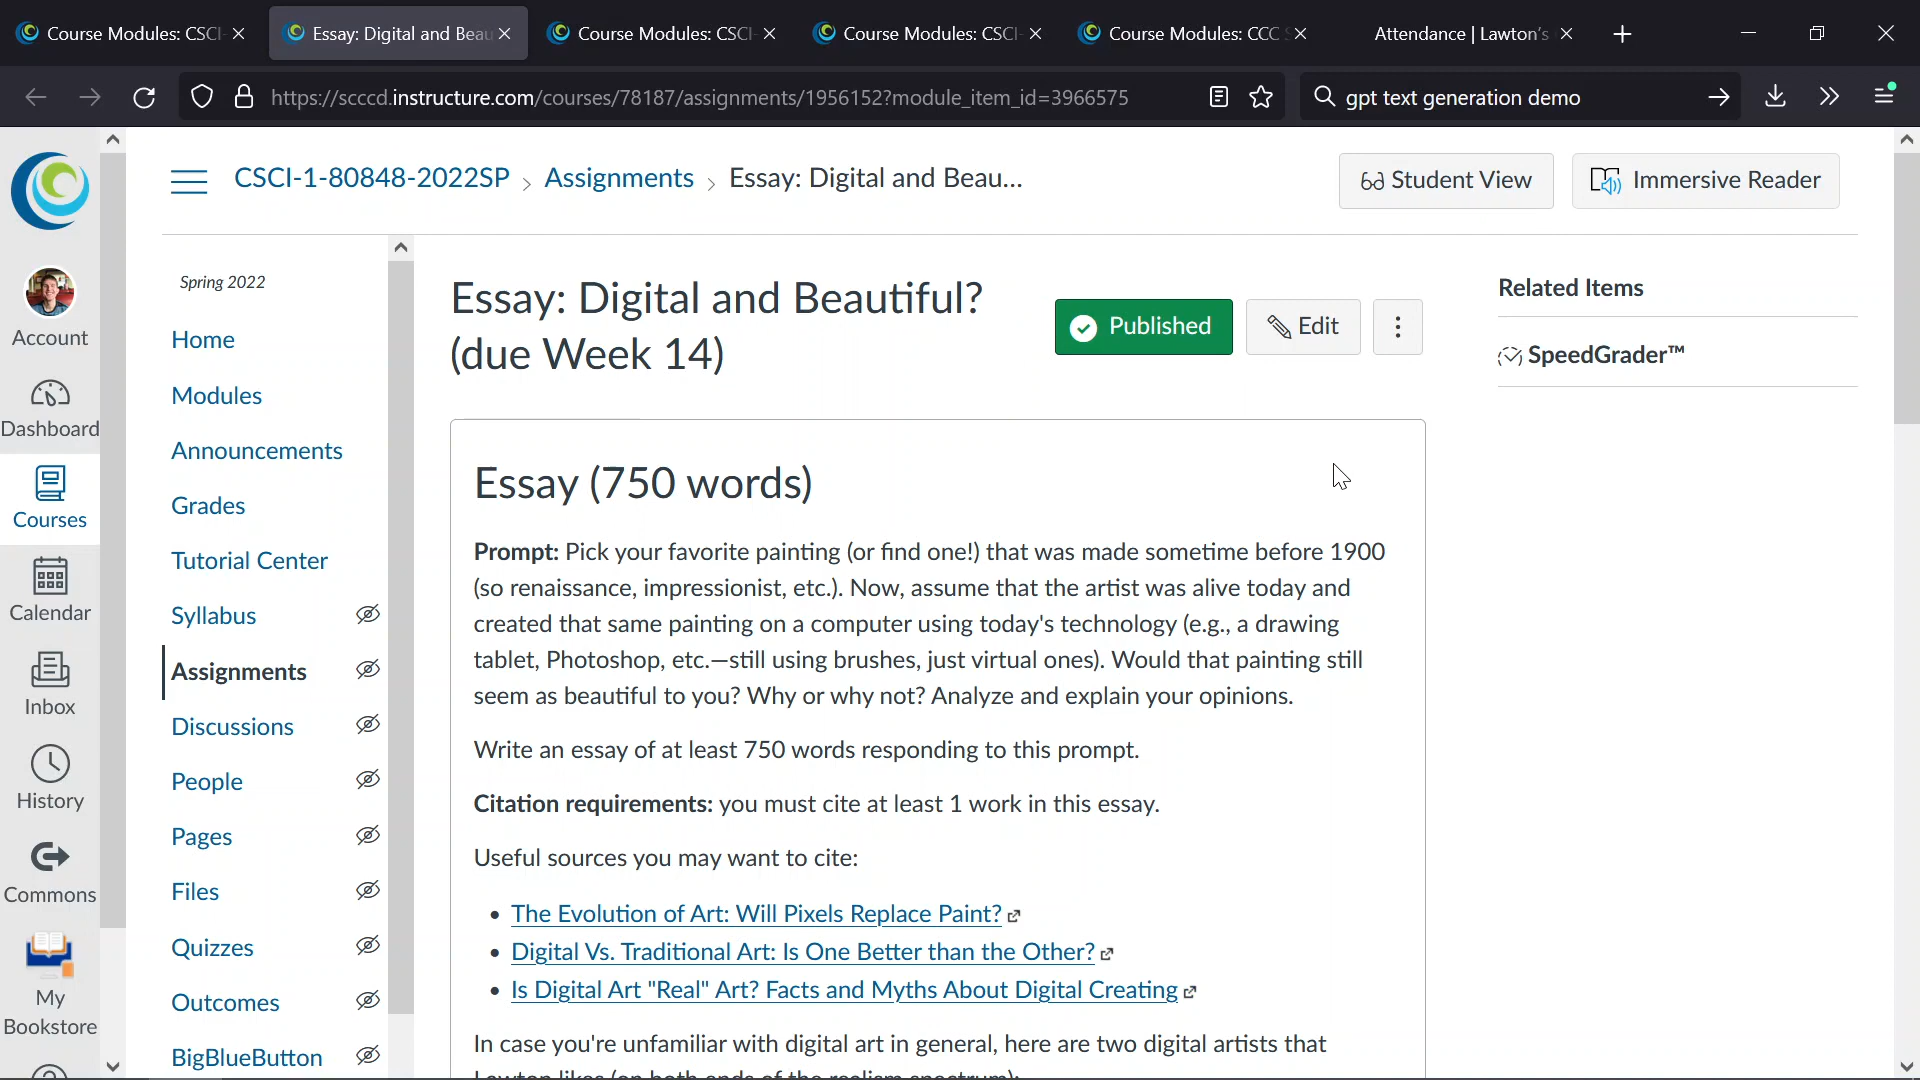 Course Modules: CSCI-
Essay: Digital and Beau
Course Modules: CSCI-
Course Modules: CSCI-
Course Modules: CCC S
Attendance | Lawton's
https://scccd.instructure.com/courses/78187/assignments/1956152?module_item_id=3966575
gpt text generation demo
CSCI-1-80848-2022SP › Assignments › Essay: Digital and Beau...
Student View
Immersive Reader
Account
Dashboard
Courses
Calendar
Inbox
History
Commons
My
Bookstore
Spring 2022
Home
Modules
Announcements
Grades
Tutorial Center
Syllabus
Assignments
Discussions
People
Pages
Files
Quizzes
Outcomes
BigBlueButton
Essay: Digital and Beautiful?
(due Week 14)
Published
Edit
Related Items
SpeedGrader™
Essay (750 words)
Prompt: Pick your favorite painting (or find one!) that was made sometime before 1900
(so renaissance, impressionist, etc.). Now, assume that the artist was alive today and
created that same painting on a computer using today's technology (e.g., a drawing
tablet, Photoshop, etc.—still using brushes, just virtual ones). Would that painting still
seem as beautiful to you? Why or why not? Analyze and explain your opinions.
Write an essay of at least 750 words responding to this prompt.
Citation requirements: you must cite at least 1 work in this essay.
Useful sources you may want to cite:
• The Evolution of Art: Will Pixels Replace Paint?
• Digital Vs. Traditional Art: Is One Better than the Other?
• Is Digital Art "Real" Art? Facts and Myths About Digital Creating
In case you're unfamiliar with digital art in general, here are two digital artists that
Lawton likes (on both ends of the realism spectrum):